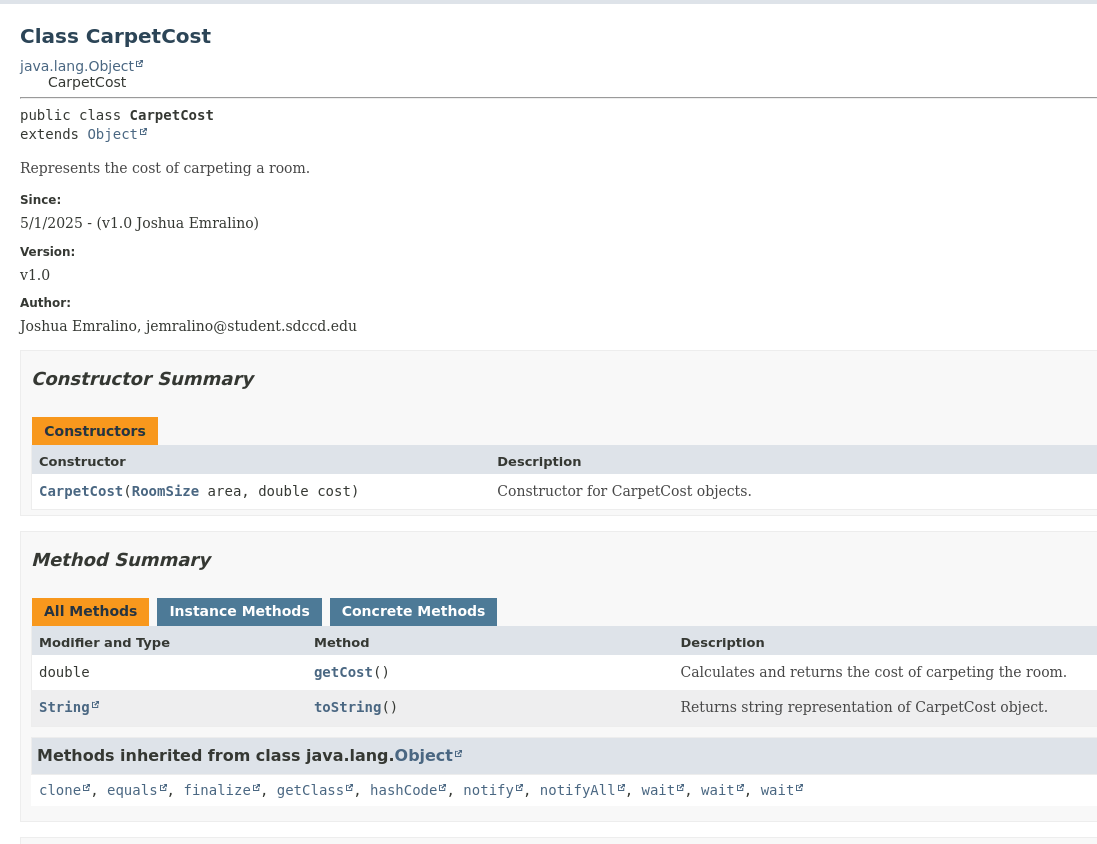 Class CarpetCost
java.lang.Object
CarpetCost
public class CarpetCost
extends Object
Represents the cost of carpeting a room.
Since:
5/1/2025 - (v1.0 Joshua Emralino)
Version:
v1.0
Author:
Joshua Emralino, jemralino@student.sdccd.edu
Constructor Summary
Constructors
Constructor Description
CarpetCost(RoomSize area, double cost) Constructor for CarpetCost objects.
Method Summary
All Methods Instance Methods Concrete Methods
Modifier and Type Method Description
double getCost() Calculates and returns the cost of carpeting the room.
String toString() Returns string representation of CarpetCost object.
Methods inherited from class java.lang.Object
clone, equals, finalize, getClass, hashCode, notify, notifyAll, wait, wait, wait